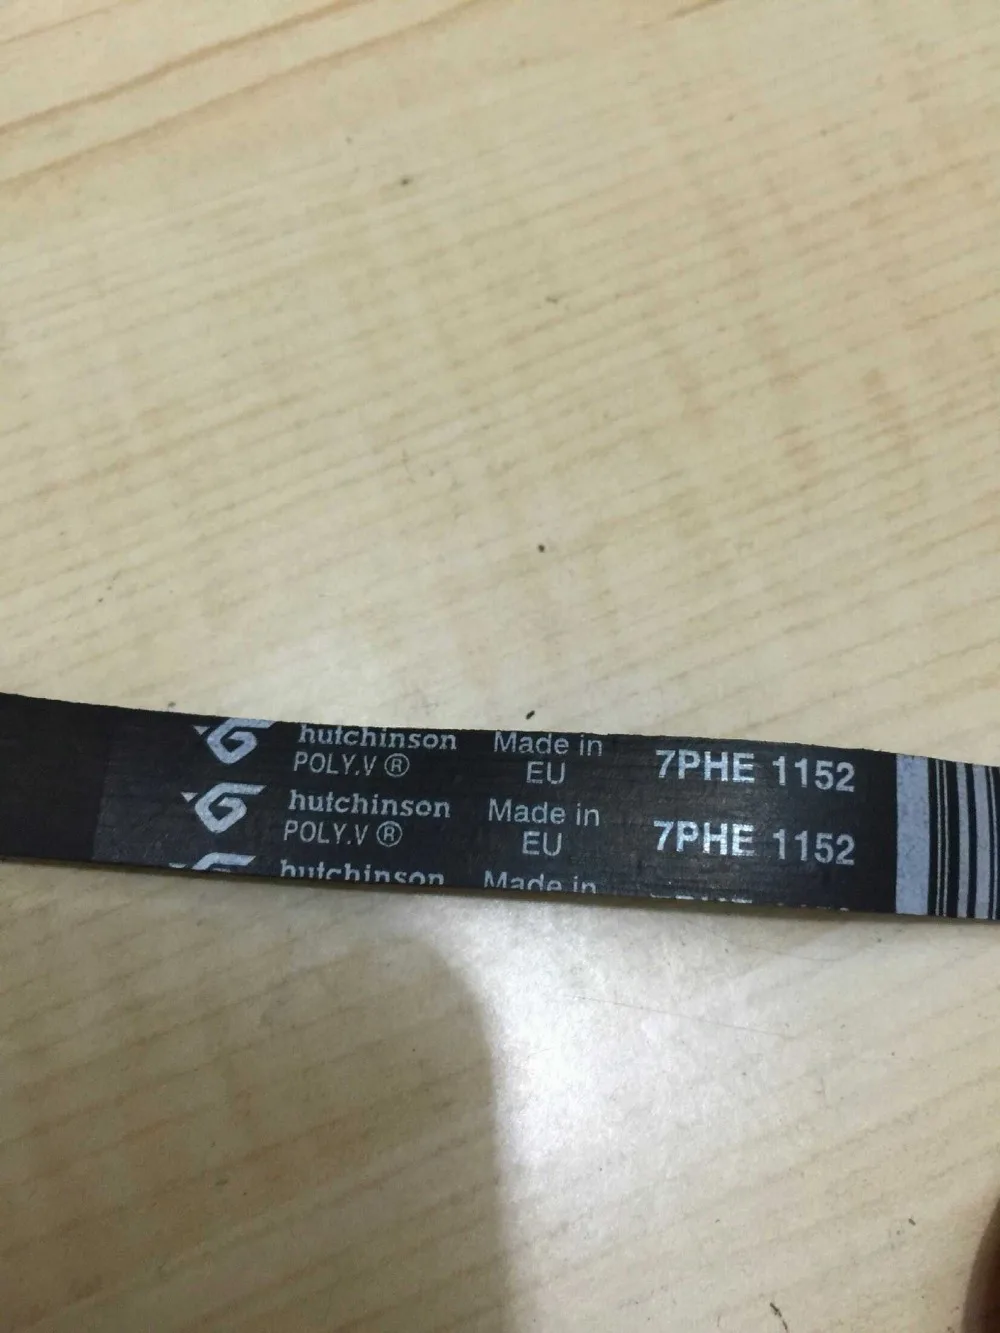 hutchinson Made in 7PHE 1152
POLY.V ® EU
hutchinson Made in 7PHE 1152
POLY.V ® EU
hutchinson Made in